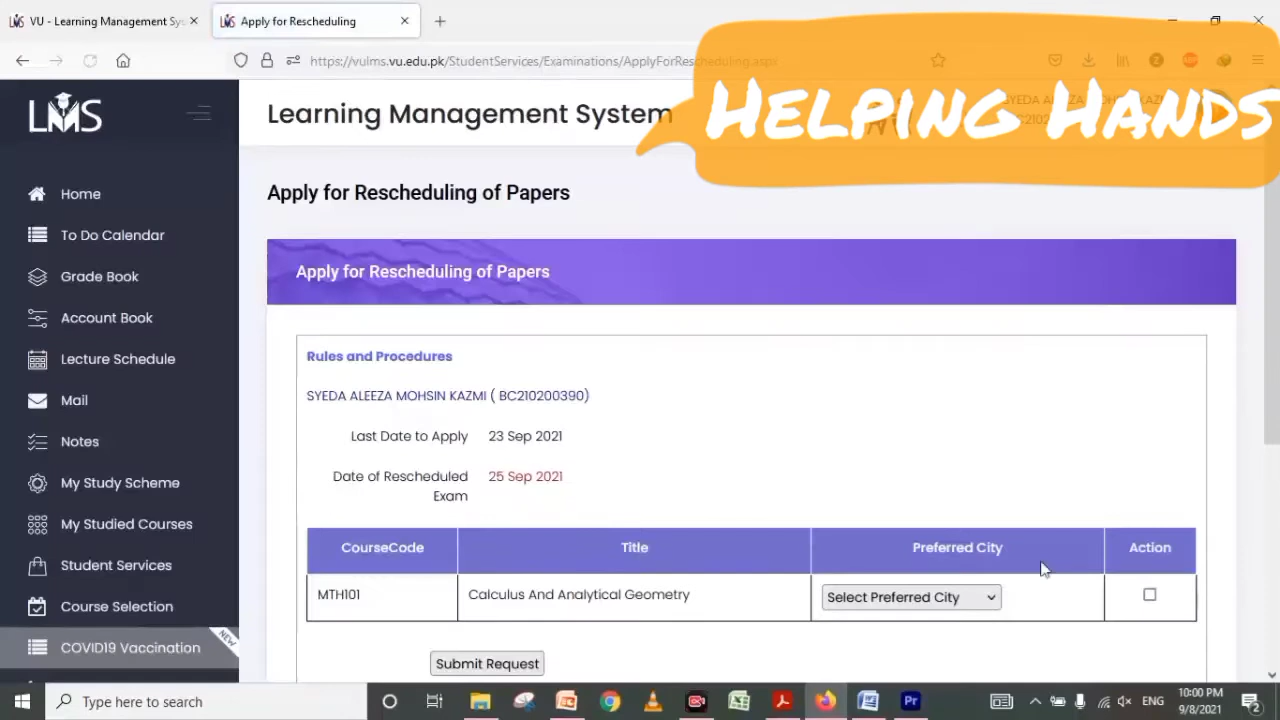 VU - Learning Management Sys
Apply for Rescheduling
https://vulms.vu.edu.pk/StudentServices/Examinations/ApplyForRescheduling.aspx
HELPING HANDS
LMS
Learning Management System
Home
To Do Calendar
Grade Book
Account Book
Lecture Schedule
Mail
Notes
My Study Scheme
My Studied Courses
Student Services
Course Selection
COVID19 Vaccination
NEW
Apply for Rescheduling of Papers
Apply for Rescheduling of Papers
Rules and Procedures
SYEDA ALEEZA MOHSIN KAZMI ( BC210200390)
Last Date to Apply 23 Sep 2021
Date of Rescheduled 25 Sep 2021
Exam
CourseCode Title Preferred City Action
MTH101 Calculus And Analytical Geometry Select Preferred City
Submit Request
Type here to search
ENG
10:00 PM
9/8/2021
2